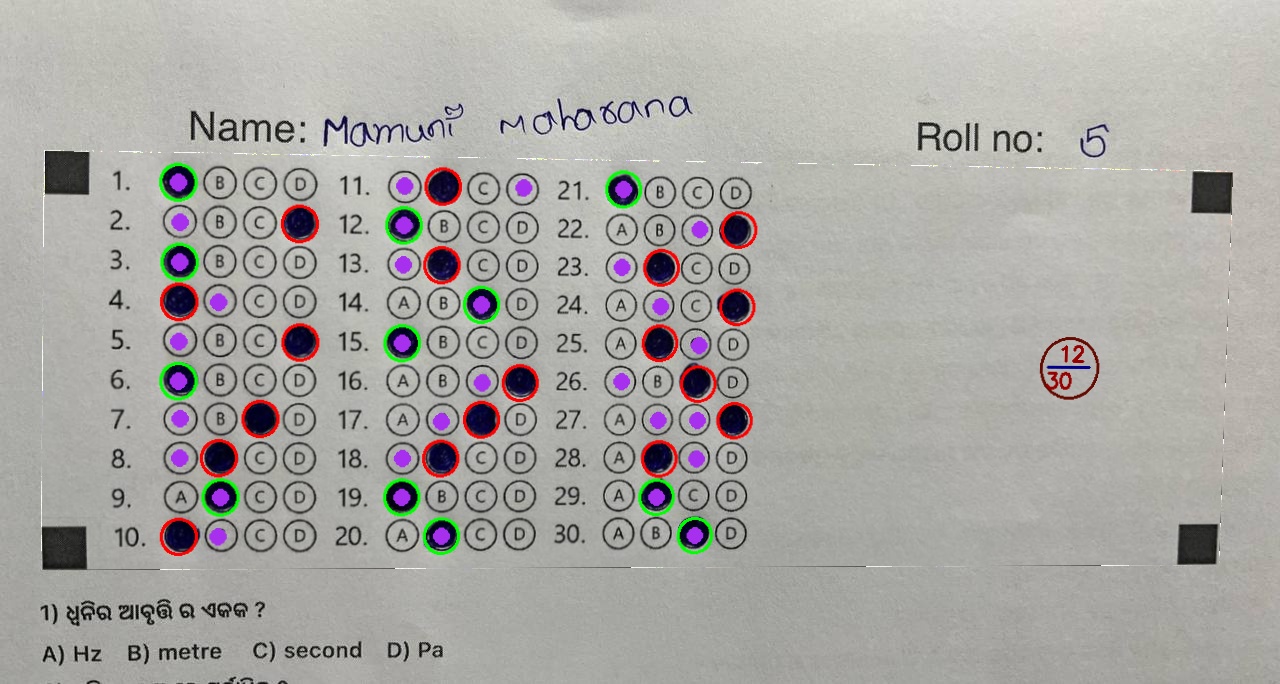 Name: Mamuni Maharana
Roll no: 5
1. B C D 11. C 21. B C D
2. B C 12. B C D 22. A B
3. B C D 13. C D 23. C D
4. C D 14. A B D 24. A C
5. B C 15. B C D 25. A D
6. B C D 16. A B 26. B D
7. B D 17. A D 27. A
8. C D 18. C D 28. A D
9. A C D 19. B C D 29. A C D
10. C D 20. A C D 30. A B D
12
30
1) ଧ୍ୱନିର ଆବୃତ୍ତି ର ଏକକ ?
A) Hz B) metre C) second D) Pa